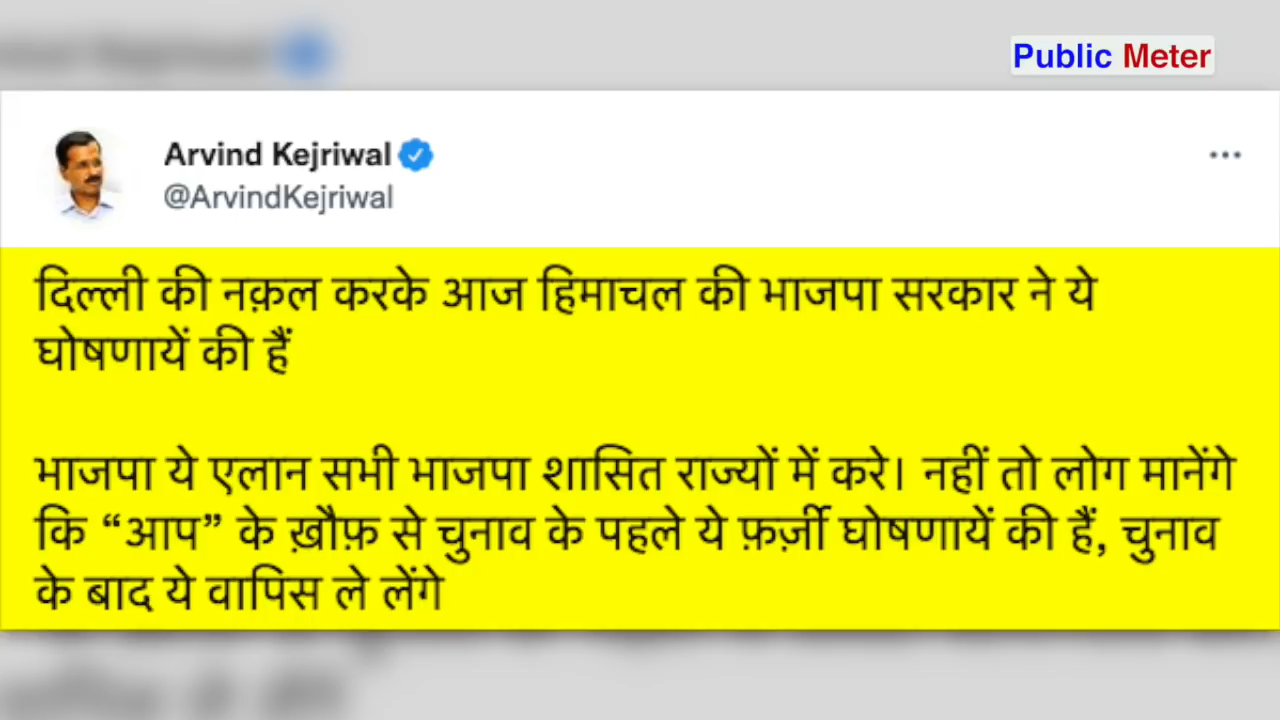 Public Meter
Arvind Kejriwal
@ArvindKejriwal
दिल्ली की नक़ल करके आज हिमाचल की भाजपा सरकार ने ये
घोषणायें की हैं
भाजपा ये एलान सभी भाजपा शासित राज्यों में करे। नहीं तो लोग मानेंगे
कि “आप” के ख़ौफ़ से चुनाव के पहले ये फ़र्ज़ी घोषणायें की हैं, चुनाव
के बाद ये वापिस ले लेंगे